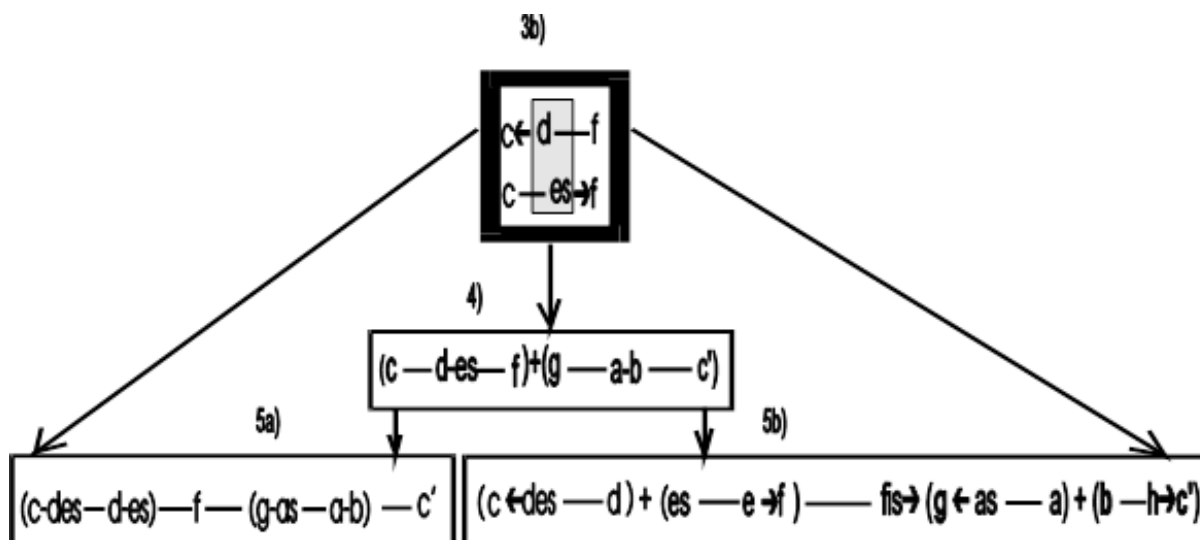 3b)
c← d — f
c — es → f
4)
(c — d-es — f)+(g — a-b — c')
5a)
5b)
(c-des — d-es) — f — (g-as — a-b) — c'
(c ← des — d) + (es — e → f) — fis → (g ← as — a) + (b — h → c')